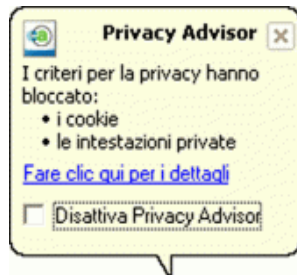 Privacy Advisor
I criteri per la privacy hanno
bloccato:
• i cookie
• le intestazioni private
Fare clic qui per i dettagli
Disattiva Privacy Advisor